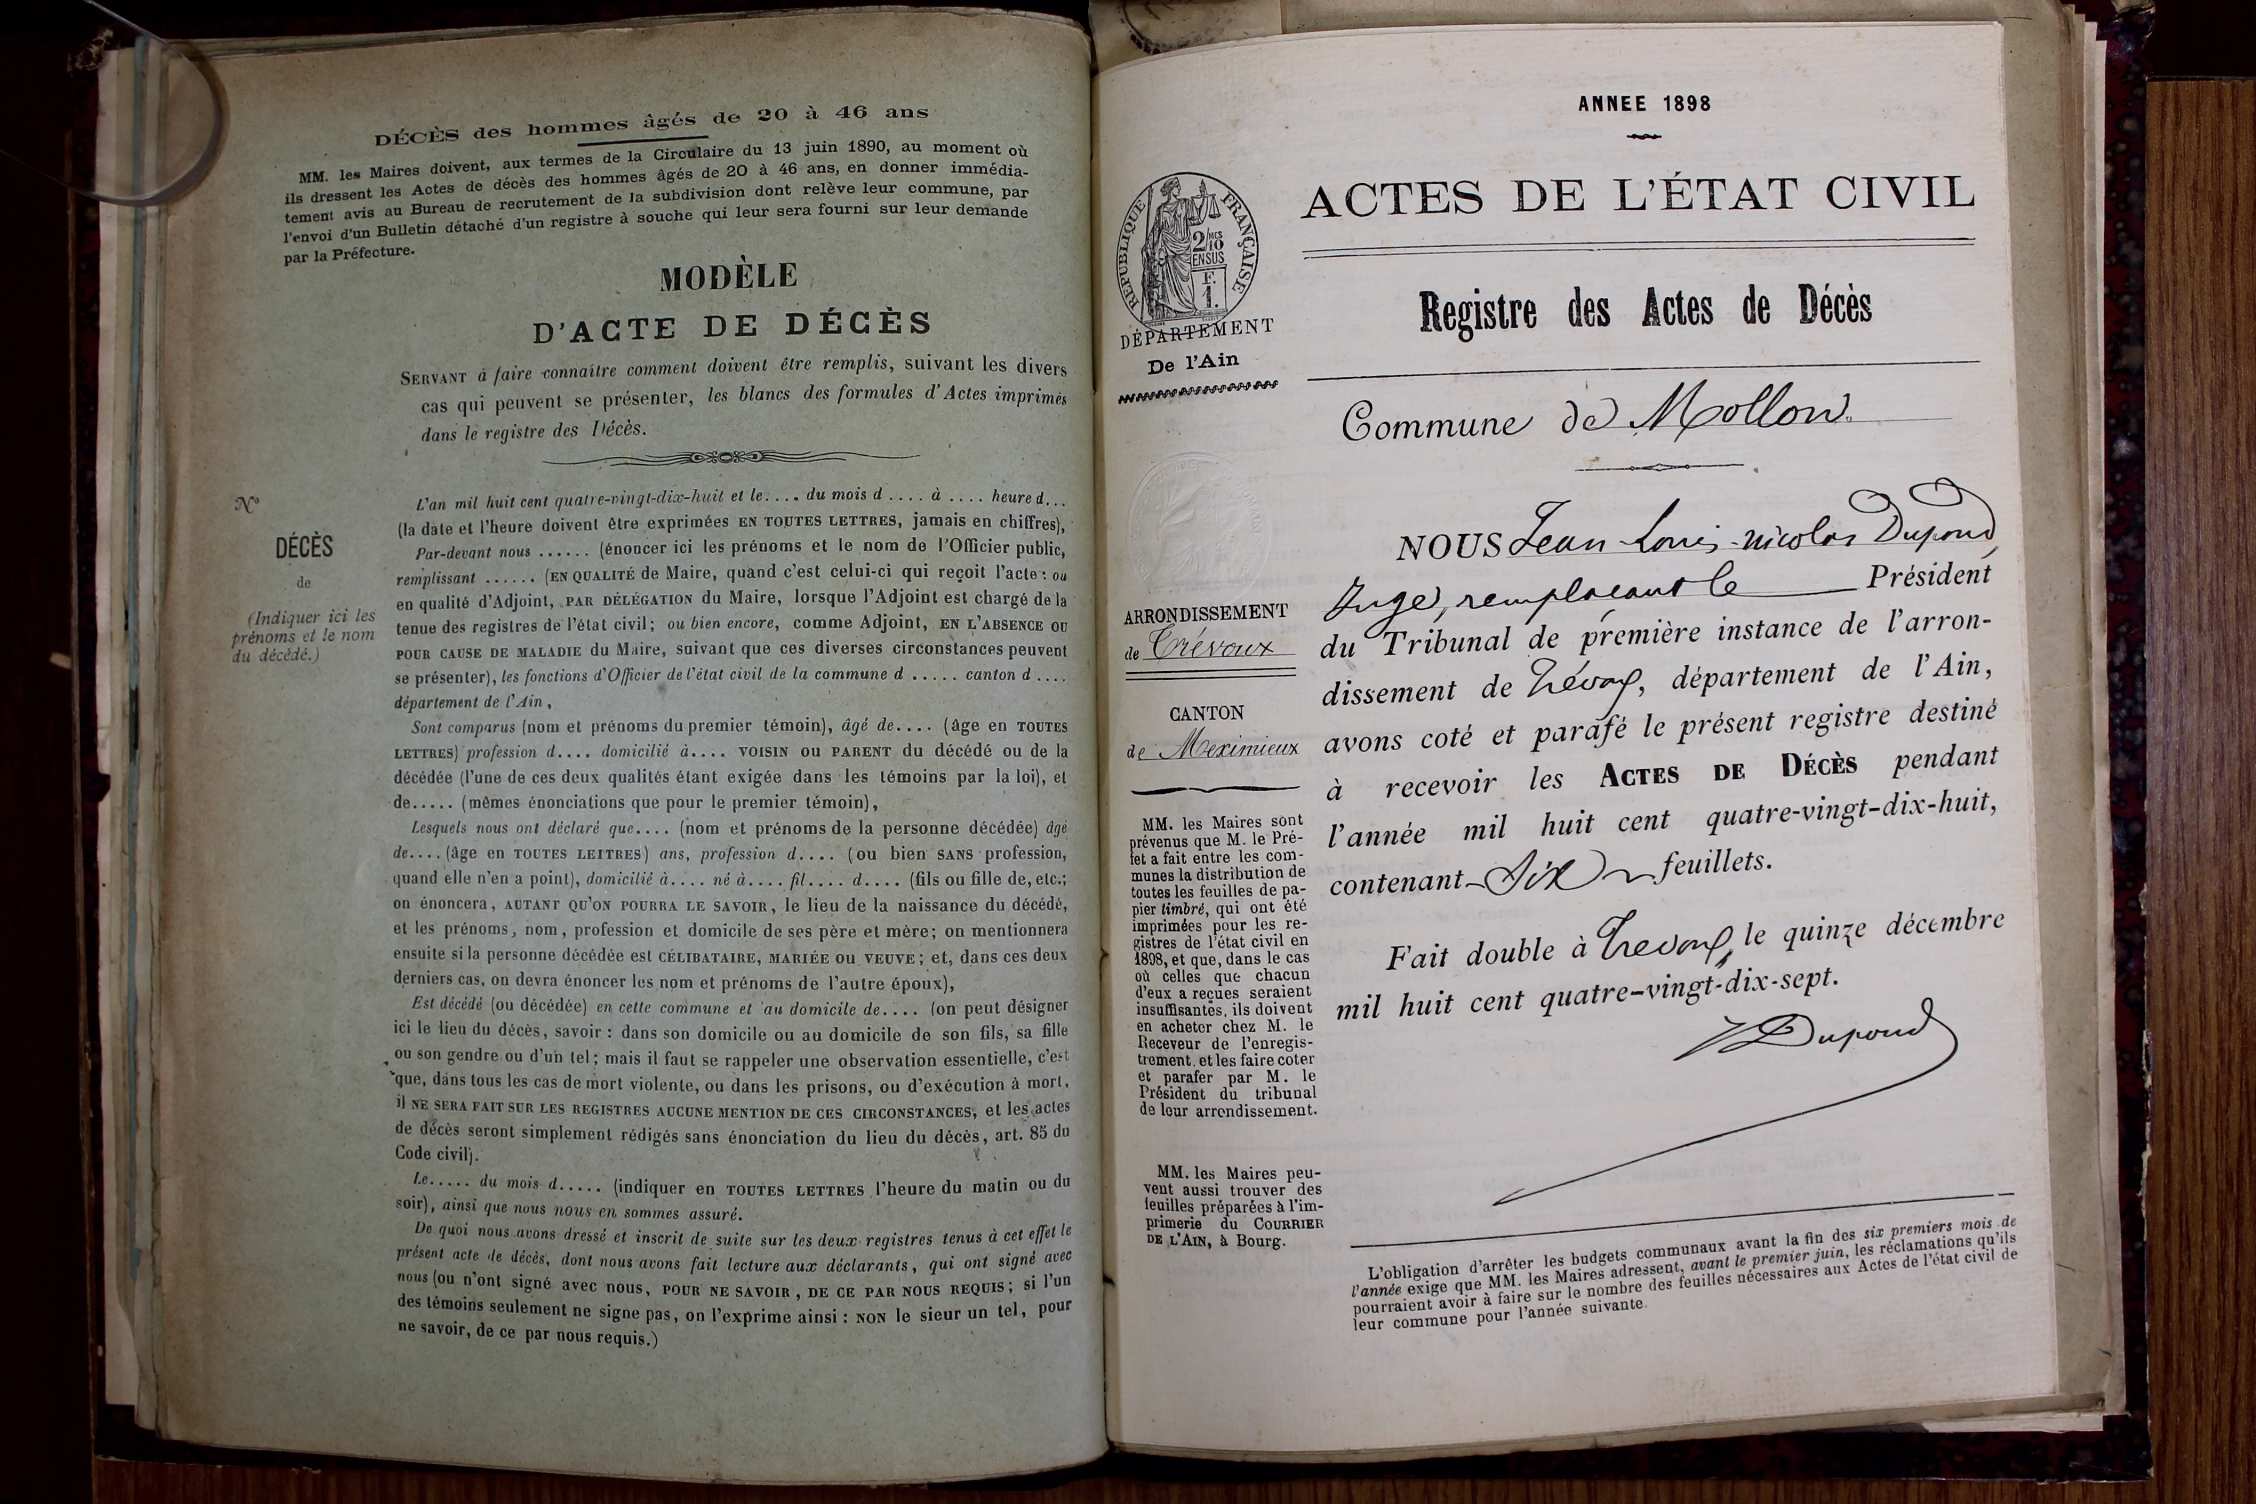 DÉCÈS des hommes âgés de 20 à 46 ans
MM. les Maires doivent, aux termes de la Circulaire du 13 juin 1890, au moment où
ils dressent les Actes de décès des hommes âgés de 20 à 46 ans, en donner immédia-
tement avis au Bureau de recrutement de la subdivision dont relève leur commune, par
l'envoi d'un Bulletin détaché d'un registre à souche qui leur sera fourni sur leur demande
par la Préfecture.
MODÈLE
D'ACTE DE DÉCÈS
SERVANT à faire connaître comment doivent être remplis, suivant les divers
cas qui peuvent se présenter, les blancs des formules d'Actes imprimés
dans le registre des Décès.
N°
DÉCÈS
de
(Indiquer ici les
prénoms et le nom
du décédé.)
L'an mil huit cent quatre-vingt-dix-huit et le.... du mois d .... à .... heure d...
(la date et l'heure doivent être exprimées EN TOUTES LETTRES, jamais en chiffres),
Par-devant nous ...... (énoncer ici les prénoms et le nom de l'Officier public,
remplissant ...... (EN QUALITÉ de Maire, quand c'est celui-ci qui reçoit l'acte : ou
en qualité d'Adjoint, PAR DÉLÉGATION du Maire, lorsque l'Adjoint est chargé de la
tenue des registres de l'état civil ; ou bien encore, comme Adjoint, EN L'ABSENCE OU
POUR CAUSE DE MALADIE du Maire, suivant que ces diverses circonstances peuvent
se présenter), les fonctions d'Officier de l'état civil de la commune d ..... canton d ....
département de l'Ain,
Sont comparus (nom et prénoms du premier témoin), âgé de.... (âge en TOUTES
LETTRES) profession d.... domicilié à.... VOISIN OU PARENT du décédé ou de la
décédée (l'une de ces deux qualités étant exigée dans les témoins par la loi), et
de..... (mêmes énonciations que pour le premier témoin),
Lesquels nous ont déclaré que.... (nom et prénoms de la personne décédée) âgé
de.... (âge en TOUTES LETTRES) ans, profession d.... (ou bien SANS profession,
quand elle n'en a point), domicilié à.... né à.... fil.... d.... (fils ou fille de, etc.;
on énoncera, AUTANT QU'ON POURRA LE SAVOIR, le lieu de la naissance du décédé,
et les prénoms, nom, profession et domicile de ses père et mère; on mentionnera
ensuite si la personne décédée est CÉLIBATAIRE, MARIÉE OU VEUVE ; et, dans ces deux
derniers cas, on devra énoncer les nom et prénoms de l'autre époux),
Est décédé (ou décédée) en cette commune et au domicile de.... (on peut désigner
ici le lieu du décès, savoir : dans son domicile ou au domicile de son fils, sa fille
ou son gendre ou d'un tel ; mais il faut se rappeler une observation essentielle, c'est
que, dans tous les cas de mort violente, ou dans les prisons, ou d'exécution à mort,
il NE SERA FAIT SUR LES REGISTRES AUCUNE MENTION DE CES CIRCONSTANCES, et les actes
de décès seront simplement rédigés sans énonciation du lieu du décès, art. 85 du
Code civil).
Le..... du mois d..... (indiquer en TOUTES LETTRES l'heure du matin ou du
soir), ainsi que nous nous en sommes assuré.
De quoi nous avons dressé et inscrit de suite sur les deux registres tenus à cet effet le
présent acte de décès, dont nous avons fait lecture aux déclarants, qui ont signé avec
nous (ou n'ont signé avec nous, POUR NE SAVOIR, DE CE PAR NOUS REQUIS; si l'un
des témoins seulement ne signe pas, on l'exprime ainsi : NON le sieur un tel, pour
ne savoir, de ce par nous requis.)
ANNEE 1898
ACTES DE L'ÉTAT CIVIL
RÉPUBLIQUE FRANÇAISE
2/10 MES
EN SUS
F.
1.
DÉPARTEMENT
De l'Ain
Registre des Actes de Décès
Commune de Mollon
ARRONDISSEMENT
de Trévoux
CANTON
de Meximieux
MM. les Maires sont
prévenus que M. le Pré-
fet a fait entre les com-
munes la distribution de
toutes les feuilles de pa-
pier timbré, qui ont été
imprimées pour les re-
gistres de l'état civil en
1898, et que, dans le cas
où celles que chacun
d'eux a reçues seraient
insuffisantes, ils doivent
en acheter chez M. le
Receveur de l'enregis-
trement, et les faire coter
et parafer par M. le
Président du tribunal
de leur arrondissement.
MM. les Maires peu-
vent aussi trouver des
feuilles préparées à l'im-
primerie du COURRIER
DE L'AIN, à Bourg.
NOUS Jean Louis Nicolas Dupond,
Juge, remplaçant le Président
du Tribunal de première instance de l'arron-
dissement de Trévoux, département de l'Ain,
avons coté et parafé le présent registre destiné
à recevoir les ACTES DE DÉCÈS pendant
l'année mil huit cent quatre-vingt-dix-huit,
contenant Six feuillets.
Fait double à Trevoux, le quinze décembre
mil huit cent quatre-vingt-dix-sept.
Dupond
L'obligation d'arrêter les budgets communaux avant la fin des six premiers mois de
l'année exige que MM. les Maires adressent, avant le premier juin, les réclamations qu'ils
pourraient avoir à faire sur le nombre des feuilles nécessaires aux Actes de l'état civil de
leur commune pour l'année suivante.